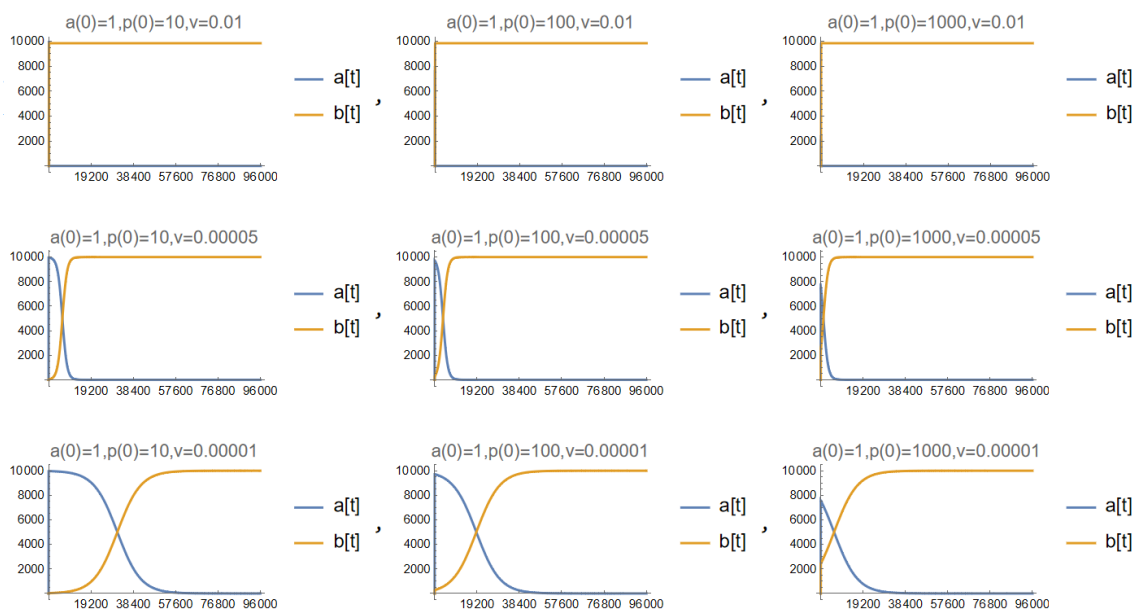 a(0)=1,p(0)=10,v=0.01
10000
8000
6000
4000
2000
19200 38400 57600 76800 96000
a[t]
b[t]
,
a(0)=1,p(0)=100,v=0.01
10000
8000
6000
4000
2000
19200 38400 57600 76800 96000
a[t]
b[t]
,
a(0)=1,p(0)=1000,v=0.01
10000
8000
6000
4000
2000
19200 38400 57600 76800 96000
a[t]
b[t]
a(0)=1,p(0)=10,v=0.00005
10000
8000
6000
4000
2000
19200 38400 57600 76800 96000
a[t]
b[t]
,
a(0)=1,p(0)=100,v=0.00005
10000
8000
6000
4000
2000
19200 38400 57600 76800 96000
a[t]
b[t]
,
a(0)=1,p(0)=1000,v=0.00005
10000
8000
6000
4000
2000
19200 38400 57600 76800 96000
a[t]
b[t]
a(0)=1,p(0)=10,v=0.00001
10000
8000
6000
4000
2000
19200 38400 57600 76800 96000
a[t]
b[t]
,
a(0)=1,p(0)=100,v=0.00001
10000
8000
6000
4000
2000
19200 38400 57600 76800 96000
a[t]
b[t]
,
a(0)=1,p(0)=1000,v=0.00001
10000
8000
6000
4000
2000
19200 38400 57600 76800 96000
a[t]
b[t]